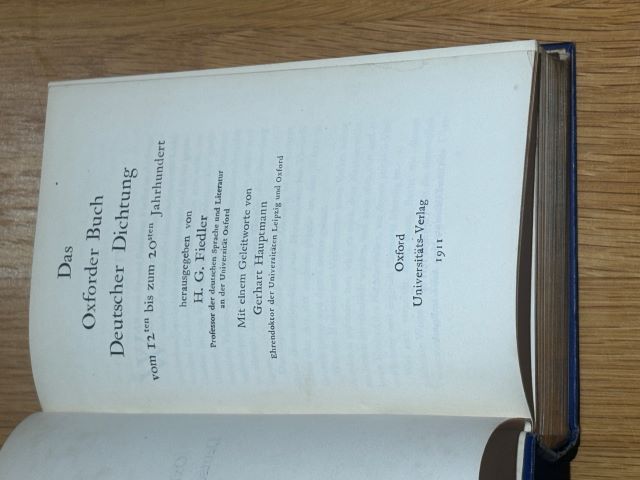 Das
Oxforder Buch
Deutscher Dichtung
vom 12ten bis zum 20sten Jahrhundert
herausgegeben von
H. G. Fiedler
Professor der deutschen Sprache und Literatur
an der Universität Oxford
Mit einem Geleitworte von
Gerhart Hauptmann
Ehrendoktor der Universitäten Leipzig und Oxford
Oxford
Universitäts-Verlag
1911